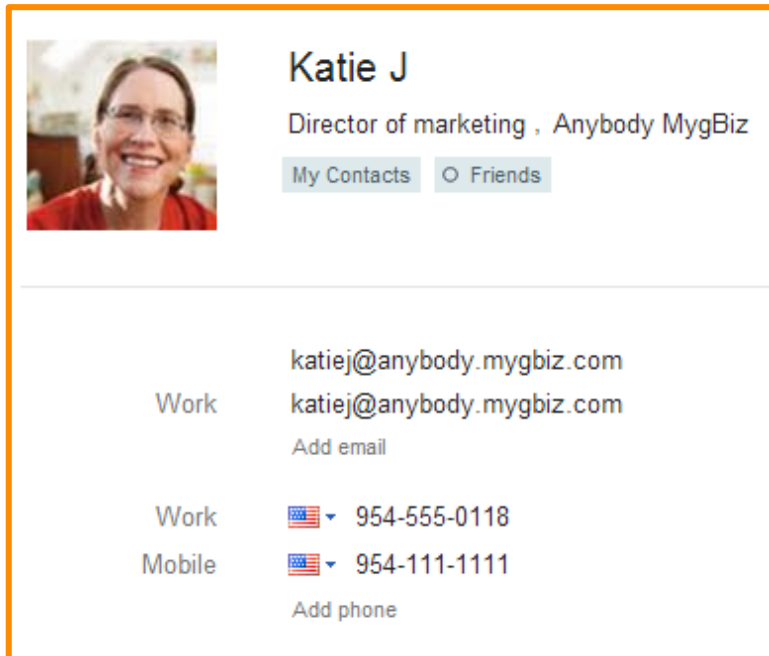 Katie J
Director of marketing , Anybody MygBiz
My Contacts O Friends
katiej@anybody.mygbiz.com
Work katiej@anybody.mygbiz.com
Add email
Work 954-555-0118
Mobile 954-111-1111
Add phone